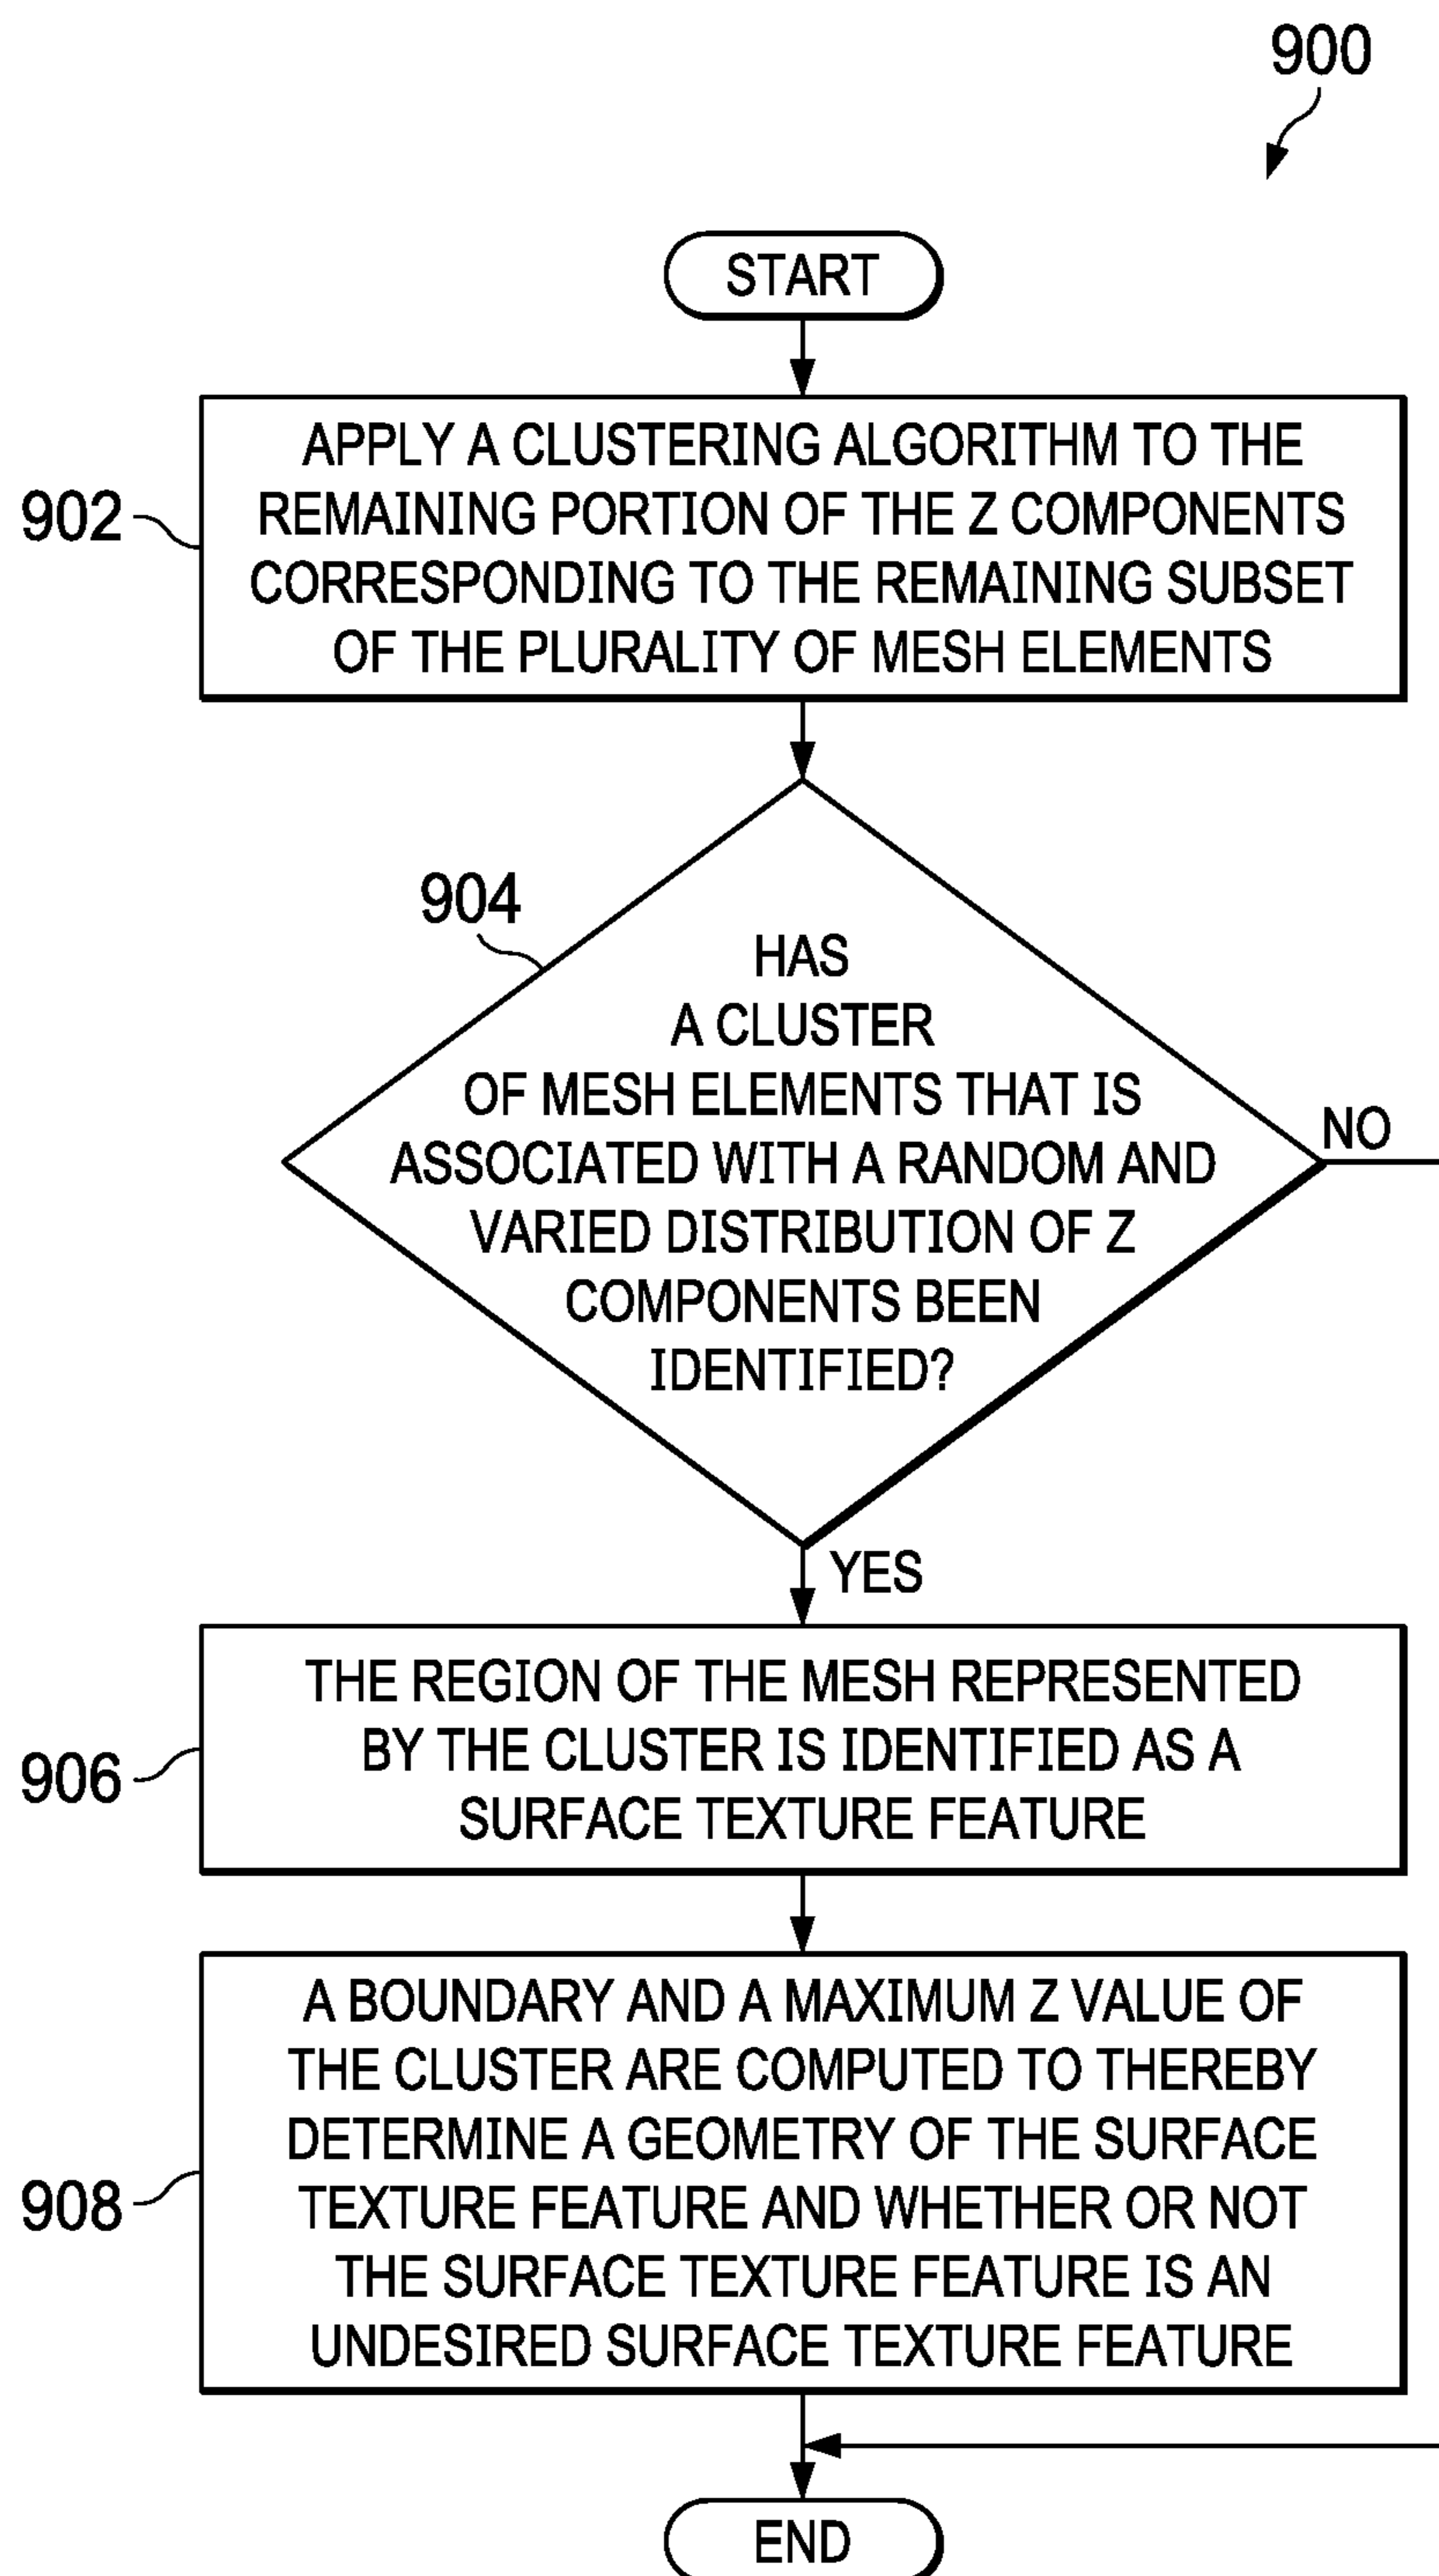 900
START
902
APPLY A CLUSTERING ALGORITHM TO THE
REMAINING PORTION OF THE Z COMPONENTS
CORRESPONDING TO THE REMAINING SUBSET
OF THE PLURALITY OF MESH ELEMENTS
904
HAS
A CLUSTER
OF MESH ELEMENTS THAT IS
ASSOCIATED WITH A RANDOM AND
VARIED DISTRIBUTION OF Z
COMPONENTS BEEN
IDENTIFIED?
NO
YES
906
THE REGION OF THE MESH REPRESENTED
BY THE CLUSTER IS IDENTIFIED AS A
SURFACE TEXTURE FEATURE
908
A BOUNDARY AND A MAXIMUM Z VALUE OF
THE CLUSTER ARE COMPUTED TO THEREBY
DETERMINE A GEOMETRY OF THE SURFACE
TEXTURE FEATURE AND WHETHER OR NOT
THE SURFACE TEXTURE FEATURE IS AN
UNDESIRED SURFACE TEXTURE FEATURE
END